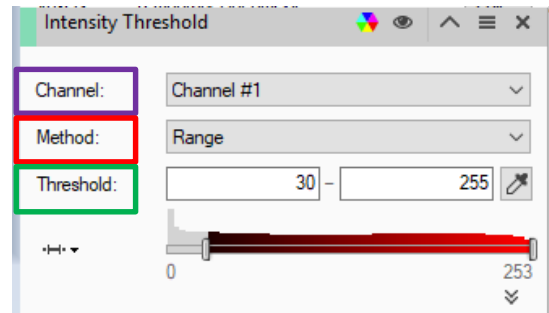 Intensity Threshold
Channel: Channel #1
Method: Range
Threshold: 30 - 255
0 253